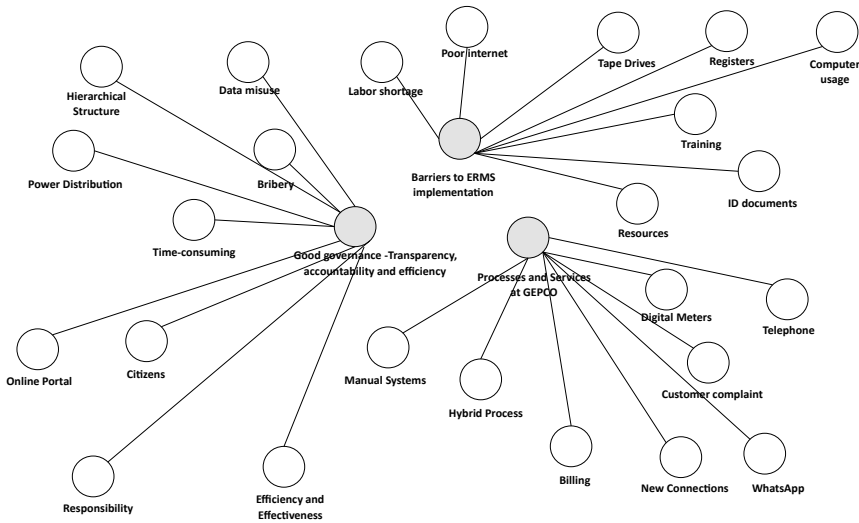 Poor internet
Tape Drives
Registers
Computer
usage
Hierarchical
Structure
Data misuse
Labor shortage
Training
Power Distribution
Bribery
Barriers to ERMS
implementation
ID documents
Resources
Time-consuming
Good governance -Transparency,
accountability and efficiency
Processes and Services
at GEPCO
Digital Meters
Telephone
Online Portal
Citizens
Manual Systems
Customer complaint
Hybrid Process
Billing
New Connections
WhatsApp
Responsibility
Efficiency and
Effectiveness